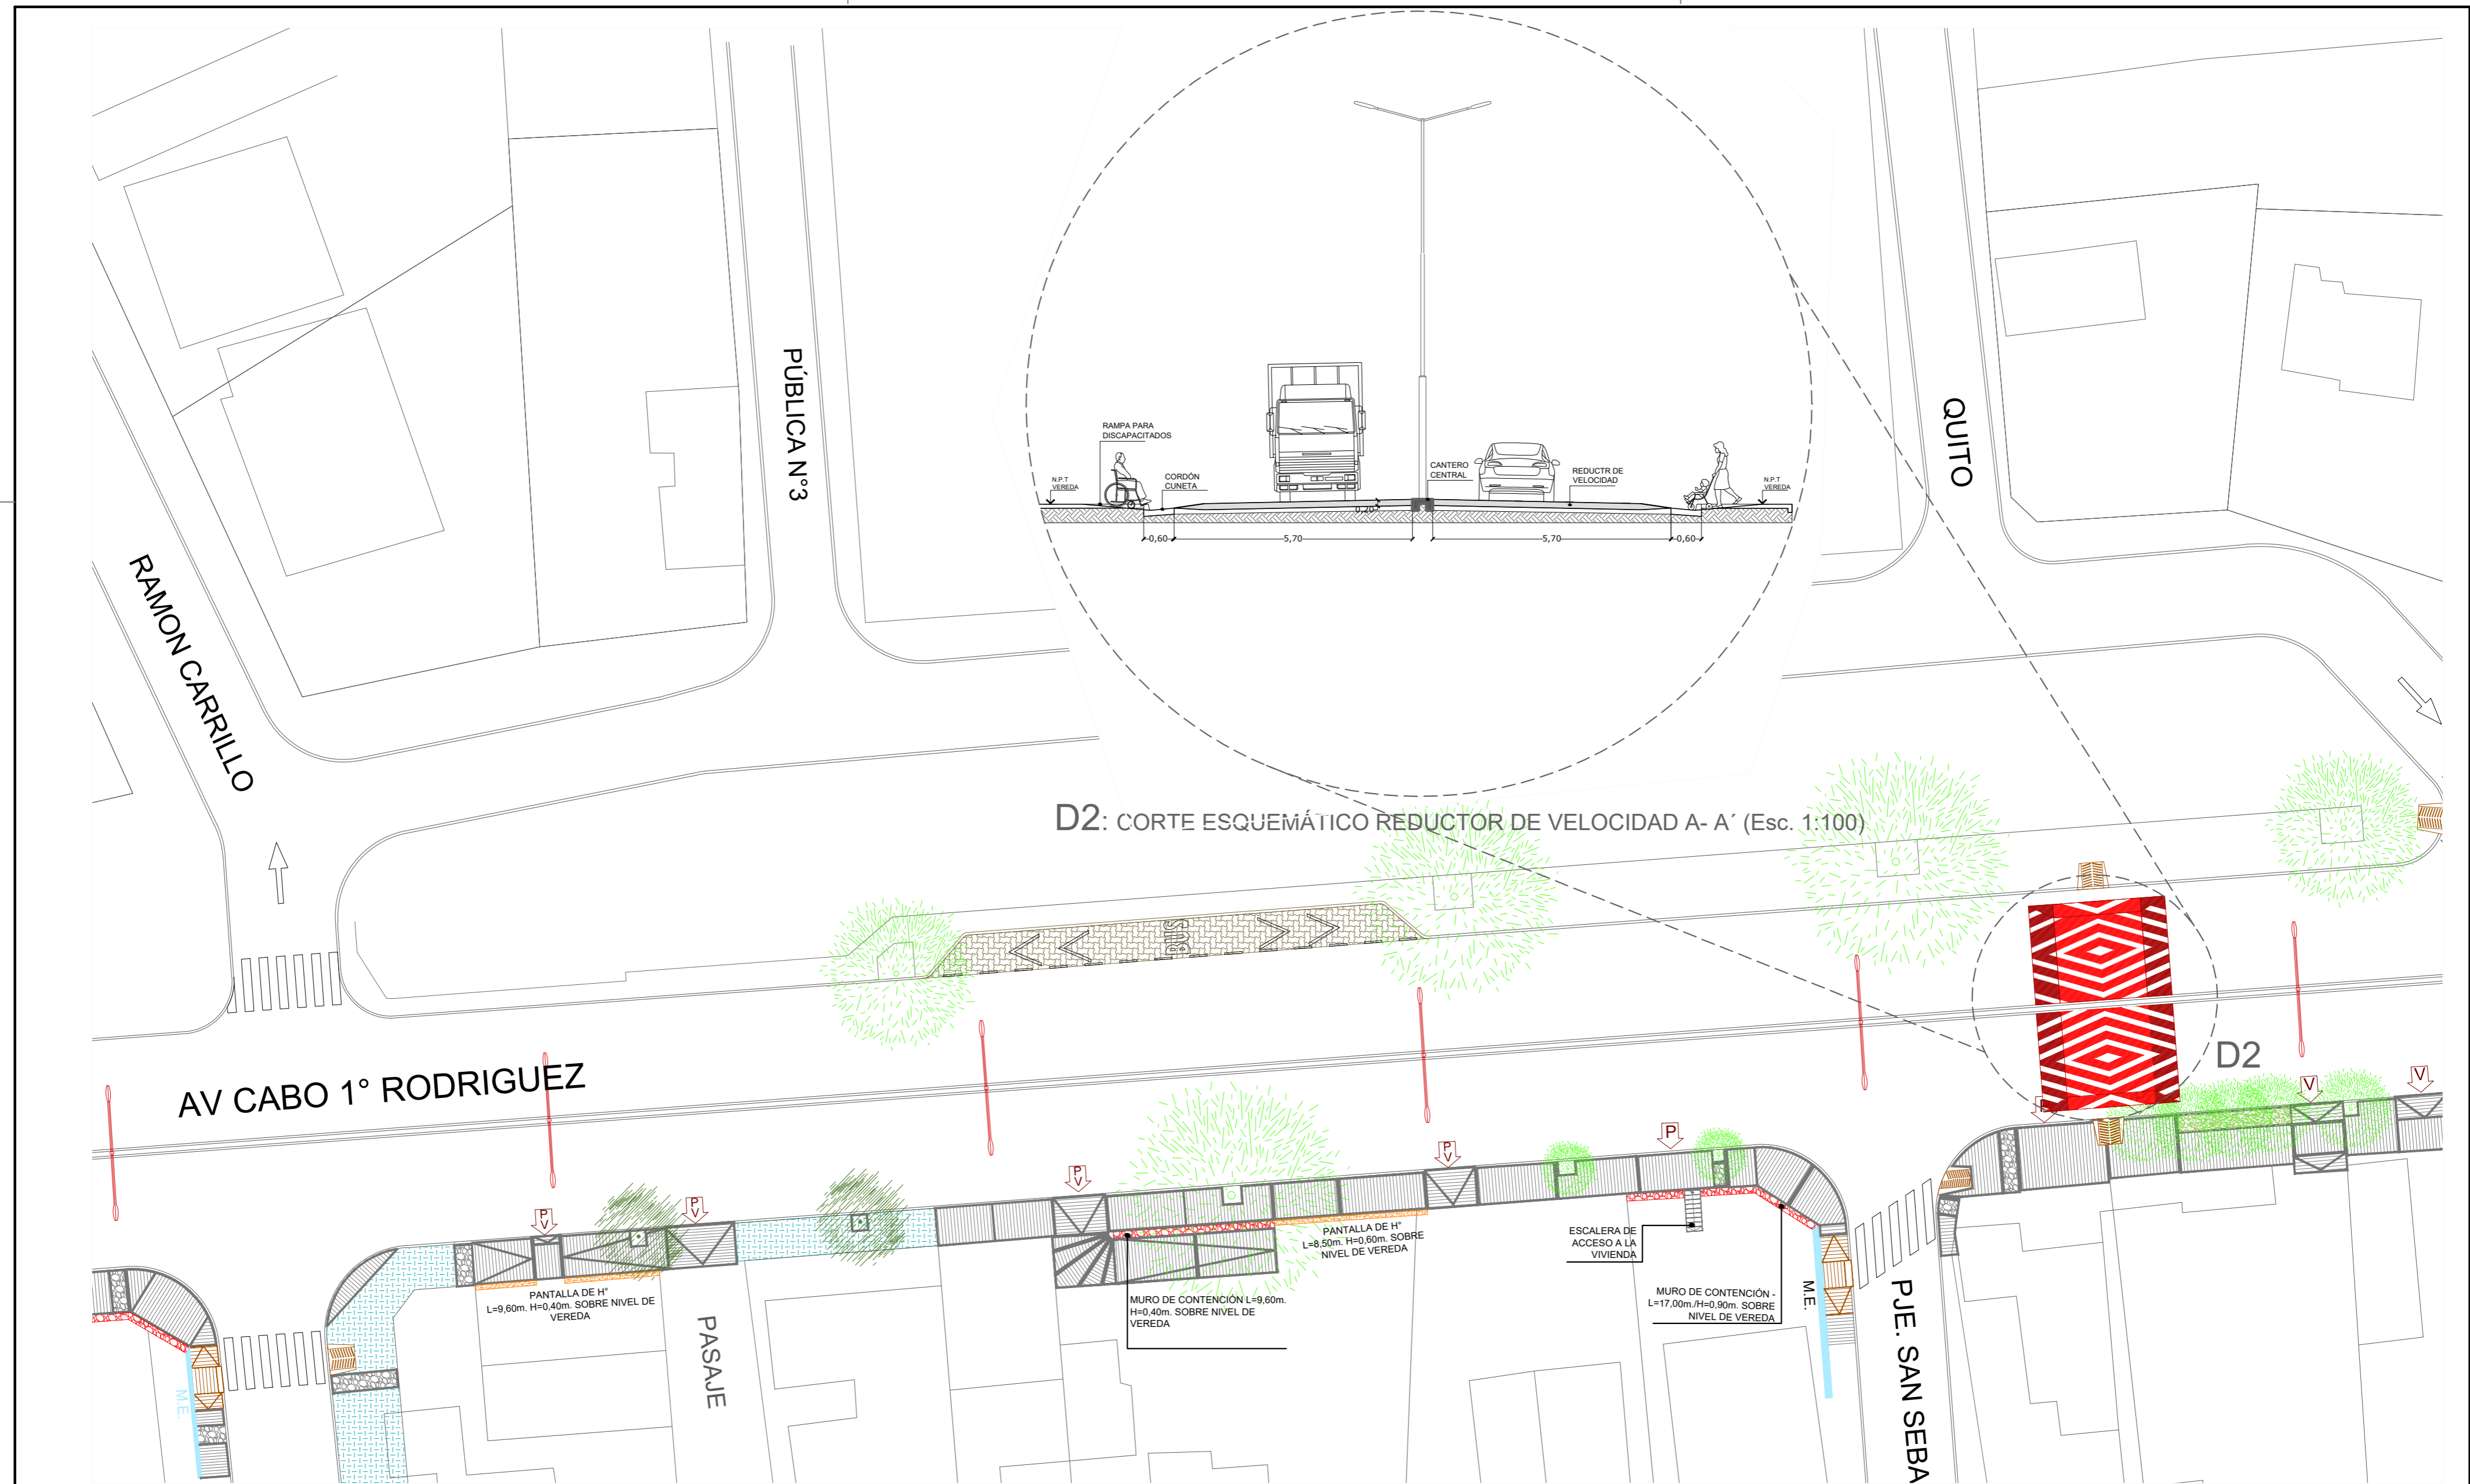 PÚBLICA N°3
QUITO
RAMON CARRILLO
RAMPA PARA
DISCAPACITADOS
N.P.T
VEREDA
CORDÓN
CUNETA
CANTERO
CENTRAL
REDUCTR DE
VELOCIDAD
N.P.T
VEREDA
0,20
0,60
5,70
5,70
0,60
D2: CORTE ESQUEMÁTICO REDUCTOR DE VELOCIDAD A- A´ (Esc. 1:100)
BUS
D2
AV CABO 1° RODRIGUEZ
V
V
P
P
V
P
V
P
V
P
V
PANTALLA DE H°
L=9,60m. H=0,40m. SOBRE NIVEL DE
VEREDA
PASAJE
MURO DE CONTENCIÓN L=9,60m.
H=0,40m. SOBRE NIVEL DE
VEREDA
PANTALLA DE H°
L=8,50m. H=0,60m. SOBRE
NIVEL DE VEREDA
ESCALERA DE
ACCESO A LA
VIVIENDA
MURO DE CONTENCIÓN -
L=17,00m./H=0,90m. SOBRE
NIVEL DE VEREDA
M.E.
M.E.
PJE. SAN SEBA